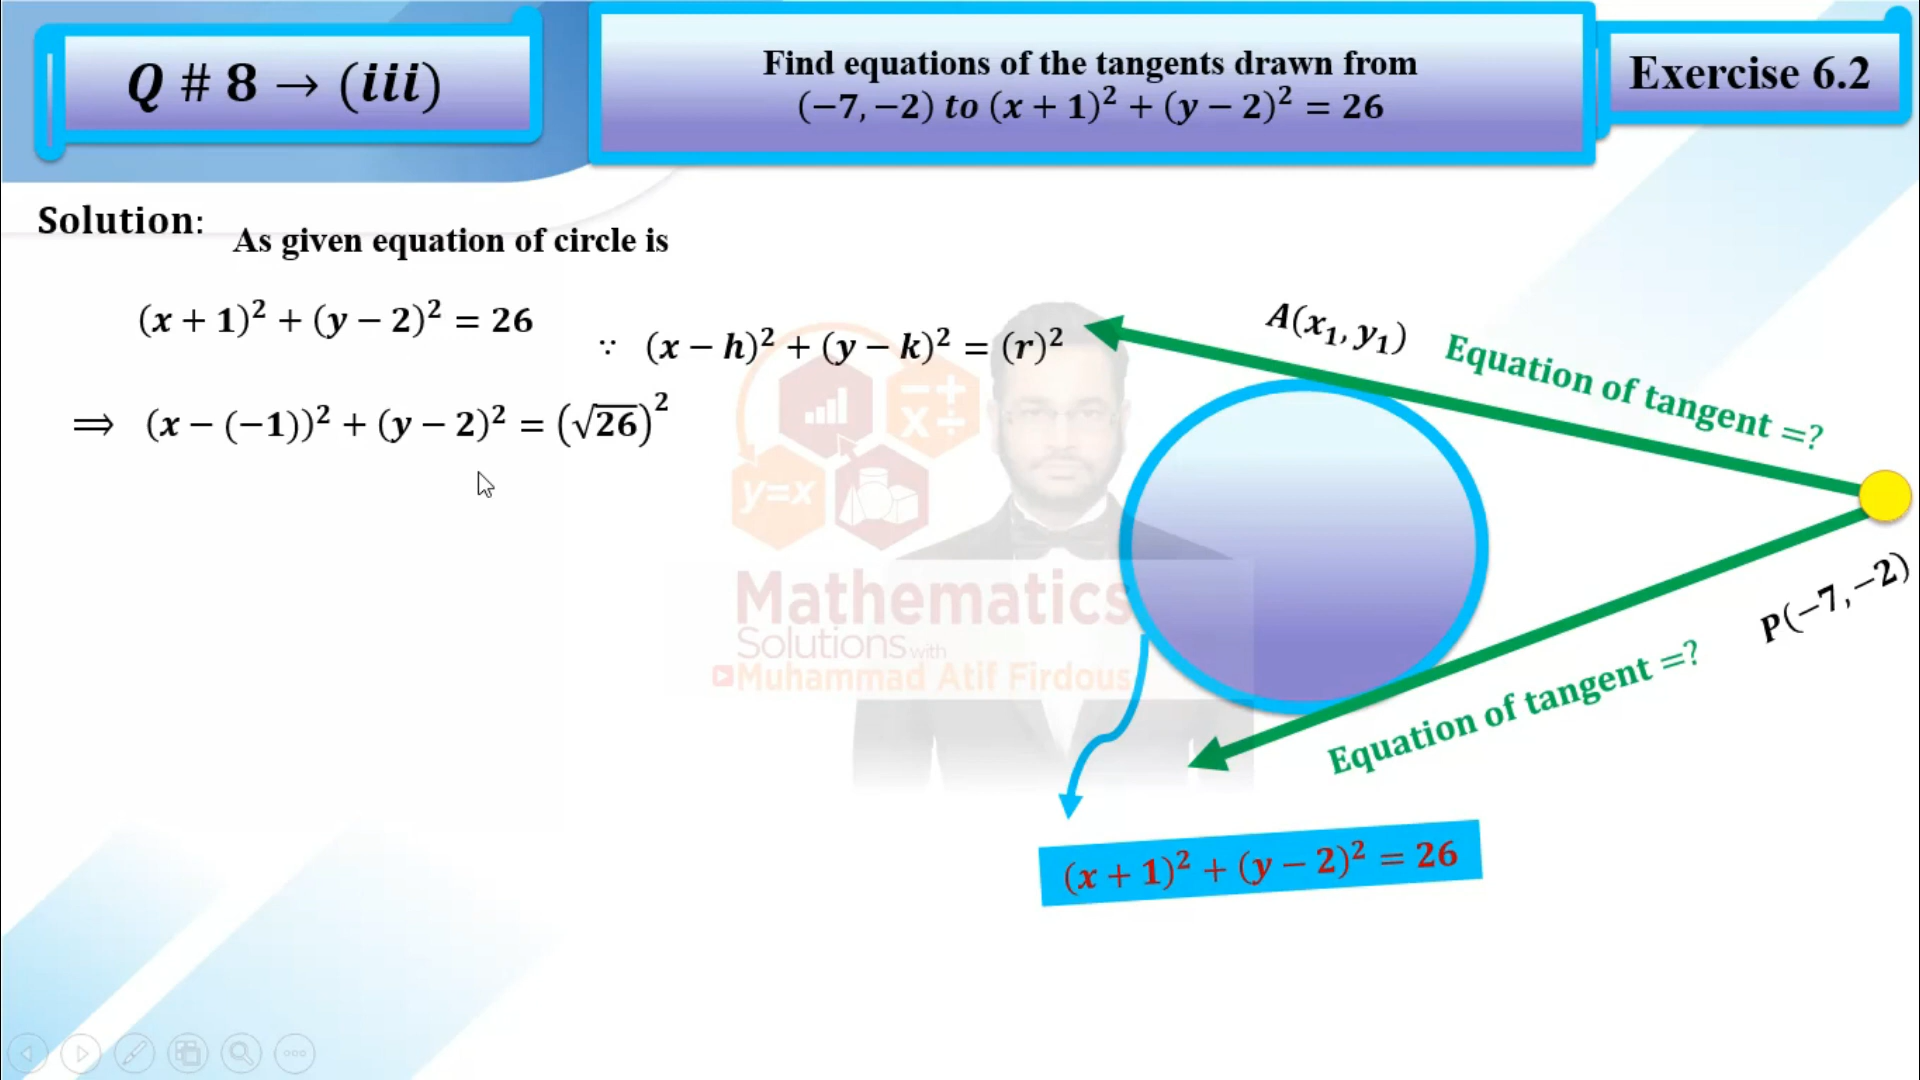 Q # 8 → (iii)
Find equations of the tangents drawn from
(−7, −2) to (x + 1)² + (y − 2)² = 26
Exercise 6.2
Solution:
As given equation of circle is
(x + 1)² + (y − 2)² = 26
∵ (x − h)² + (y − k)² = (r)²
⟹ (x − (−1))² + (y − 2)² = (√26)²
A(x₁, y₁)
Equation of tangent =?
P(−7, −2)
Equation of tangent =?
(x + 1)² + (y − 2)² = 26
y=x
− +
x ÷
Mathematics
Solutions with
Muhammad Atif Firdous